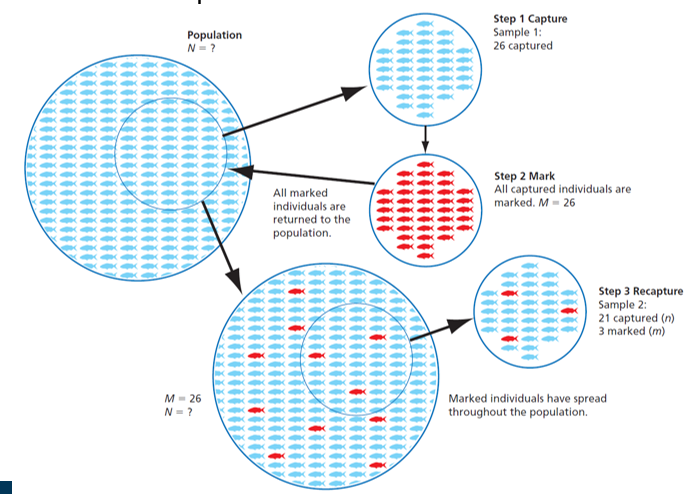 Population
N = ?
Step 1 Capture
Sample 1:
26 captured
Step 2 Mark
All captured individuals are
marked. M = 26
All marked
individuals are
returned to the
population.
Step 3 Recapture
Sample 2:
21 captured (n)
3 marked (m)
M = 26
N = ?
Marked individuals have spread
throughout the population.